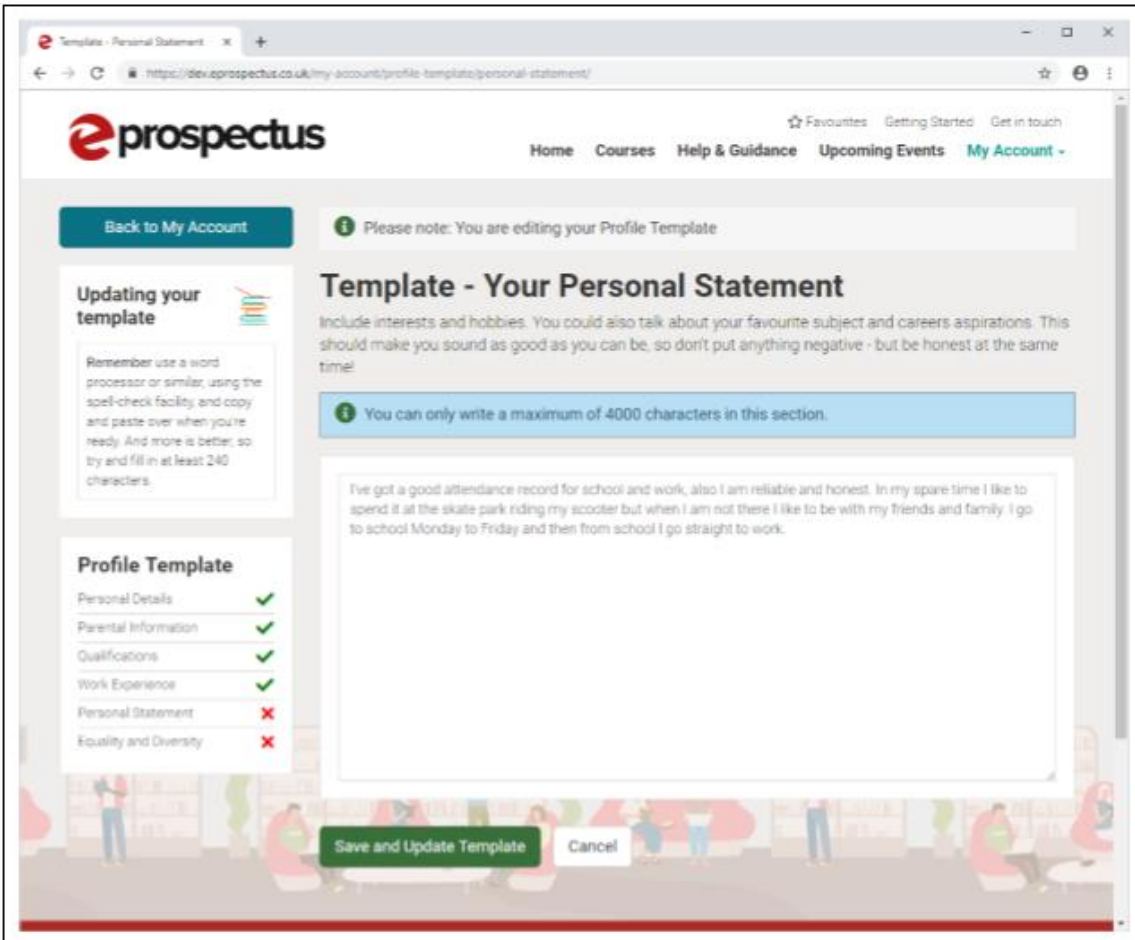 Template - Personal Statement
https://dev.eprospectus.co.uk/my-account/profile-template/personal-statement/
eprospectus
Favourites Getting Started Get in touch
Home Courses Help & Guidance Upcoming Events My Account
Back to My Account
Please note: You are editing your Profile Template
Updating your
template
Remember use a word
processor or similar, using the
spell-check facility, and copy
and paste over when you're
ready. And more is better, so
try and fill in at least 240
characters.
Profile Template
Personal Details
Parental Information
Qualifications
Work Experience
Personal Statement
Equality and Diversity
Template - Your Personal Statement
Include interests and hobbies. You could also talk about your favourite subject and careers aspirations. This
should make you sound as good as you can be, so don't put anything negative - but be honest at the same
time!
You can only write a maximum of 4000 characters in this section.
I've got a good attendance record for school and work, also I am reliable and honest. In my spare time I like to
spend it at the skate park riding my scooter but when I am not there I like to be with my friends and family. I go
to school Monday to Friday and then from school I go straight to work.
Save and Update Template
Cancel